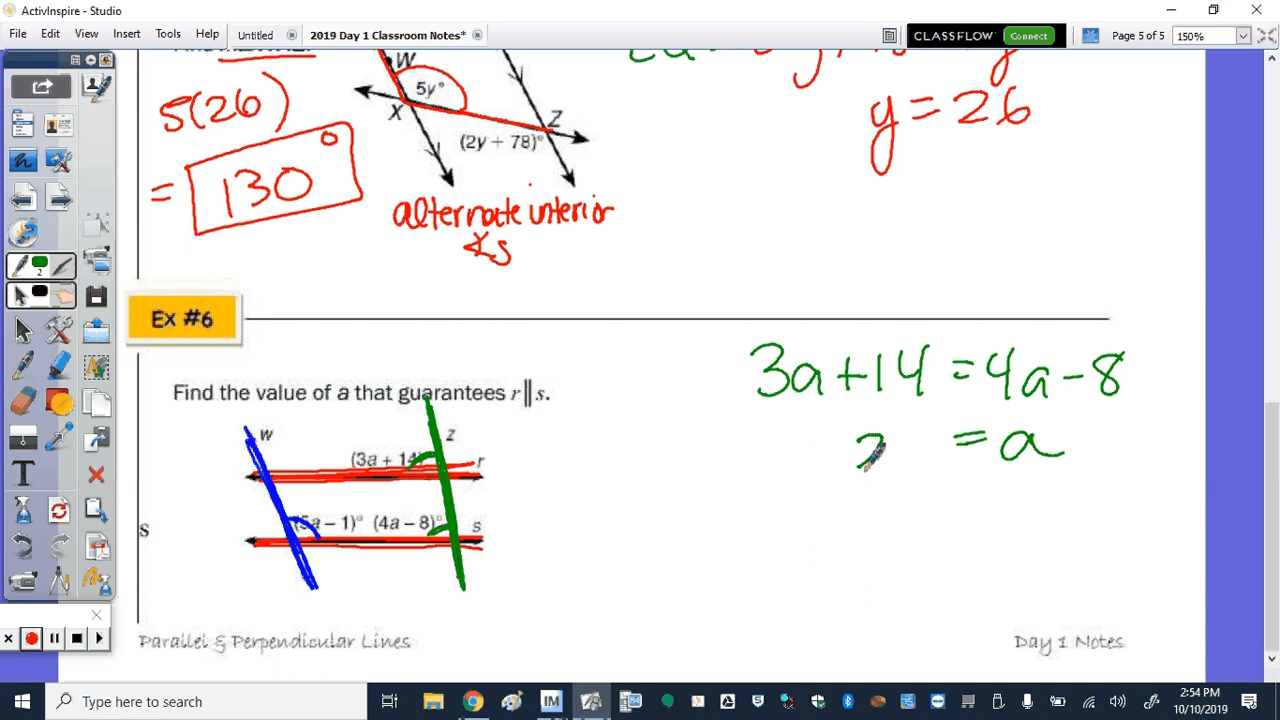 ActivInspire - Studio
File Edit View Insert Tools Help Untitled 2019 Day 1 Classroom Notes* CLASSFLOW Connect Page 5 of 5 150%
W
5y°
X
Z
(2y + 78)°
5(26)
= 130°
alternate interior
∢s
y = 26
Ex #6
Find the value of a that guarantees r ∥ s.
W
Z
(3a + 14)
r
(5a − 1)° (4a − 8)°
s
s
3a + 14 = 4a - 8
= a
Parallel & Perpendicular Lines
Day 1 Notes
Type here to search
2:54 PM
10/10/2019